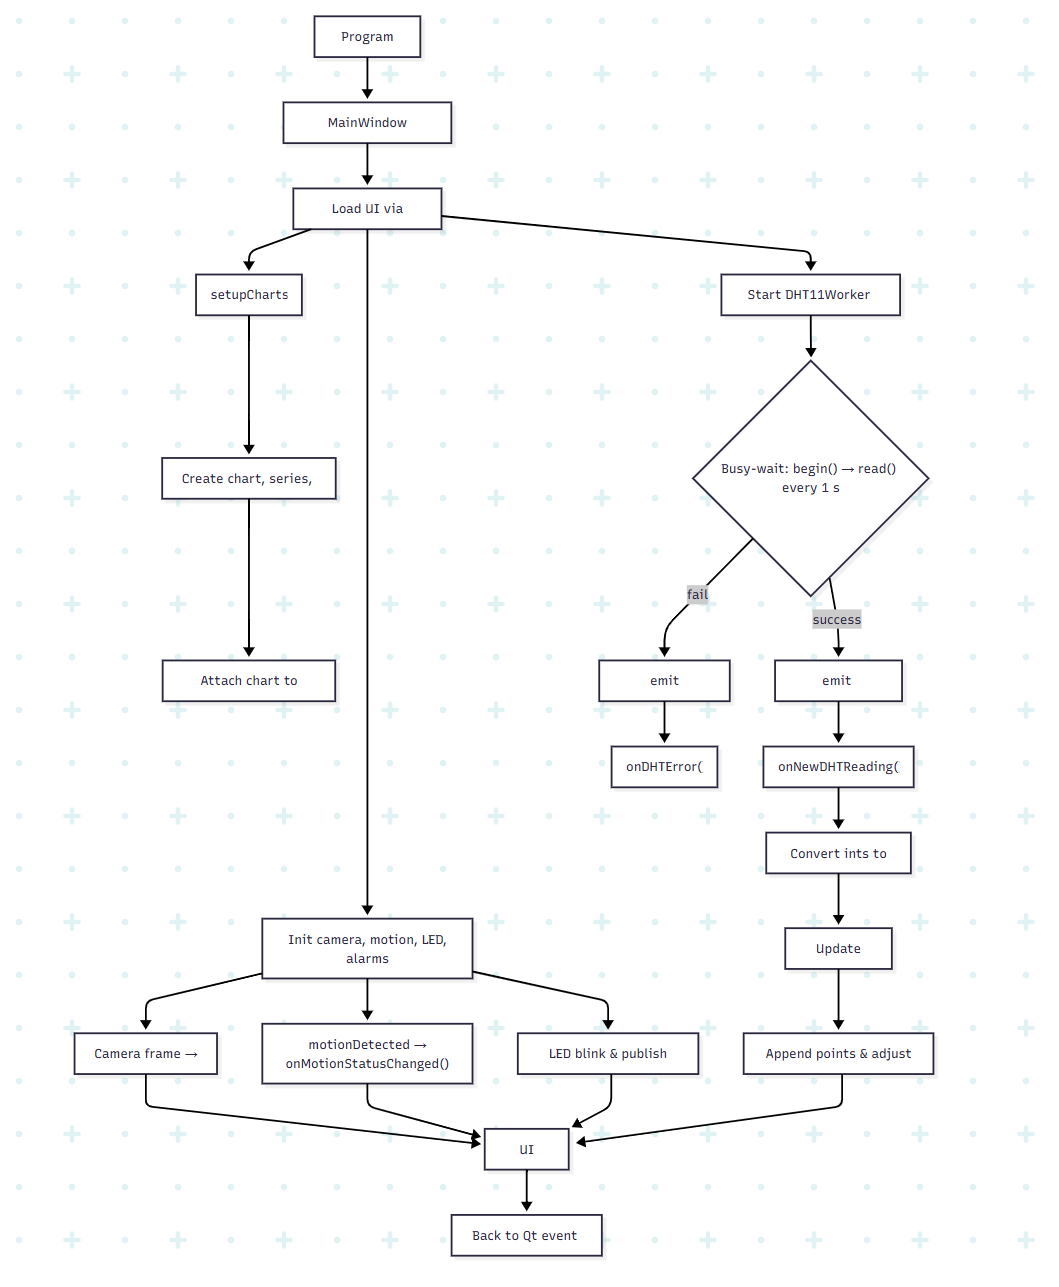 Program
MainWindow
Load UI via
setupCharts
Start DHT11Worker
Busy-wait: begin() → read()
every 1 s
Create chart, series,
fail
success
Attach chart to
emit
emit
onDHTError(
onNewDHTReading(
Convert ints to
Init camera, motion, LED,
alarms
Update
Camera frame →
motionDetected →
onMotionStatusChanged()
LED blink & publish
Append points & adjust
UI
Back to Qt event